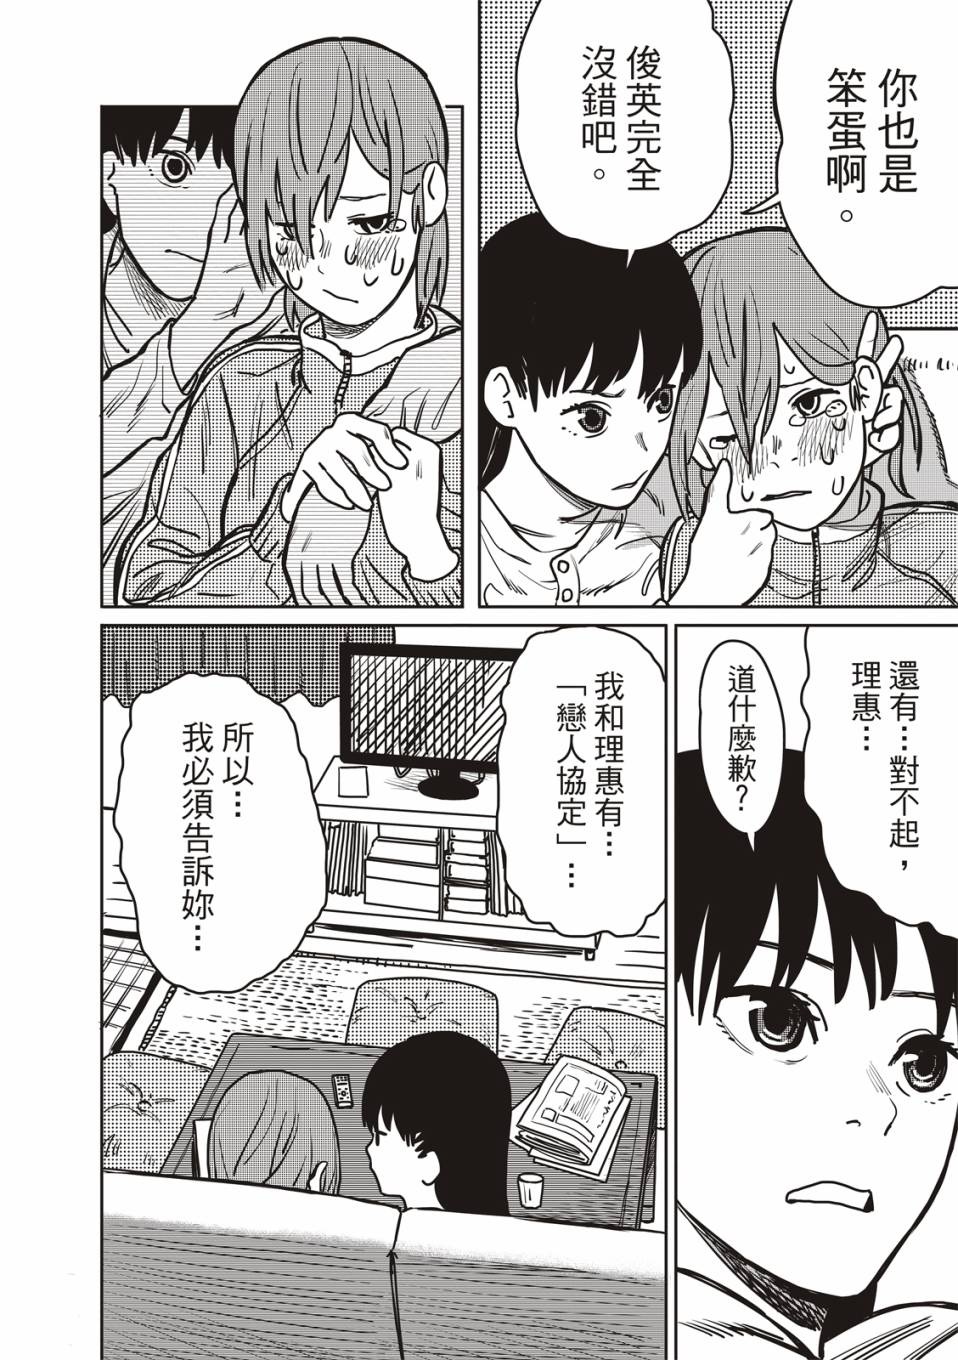 你也是
笨蛋啊。
俊英完全
沒錯吧。
還有…對不起，
理惠…
道什麼歉？
我和理惠有…
「戀人協定」…
所以…
我必須告訴妳…